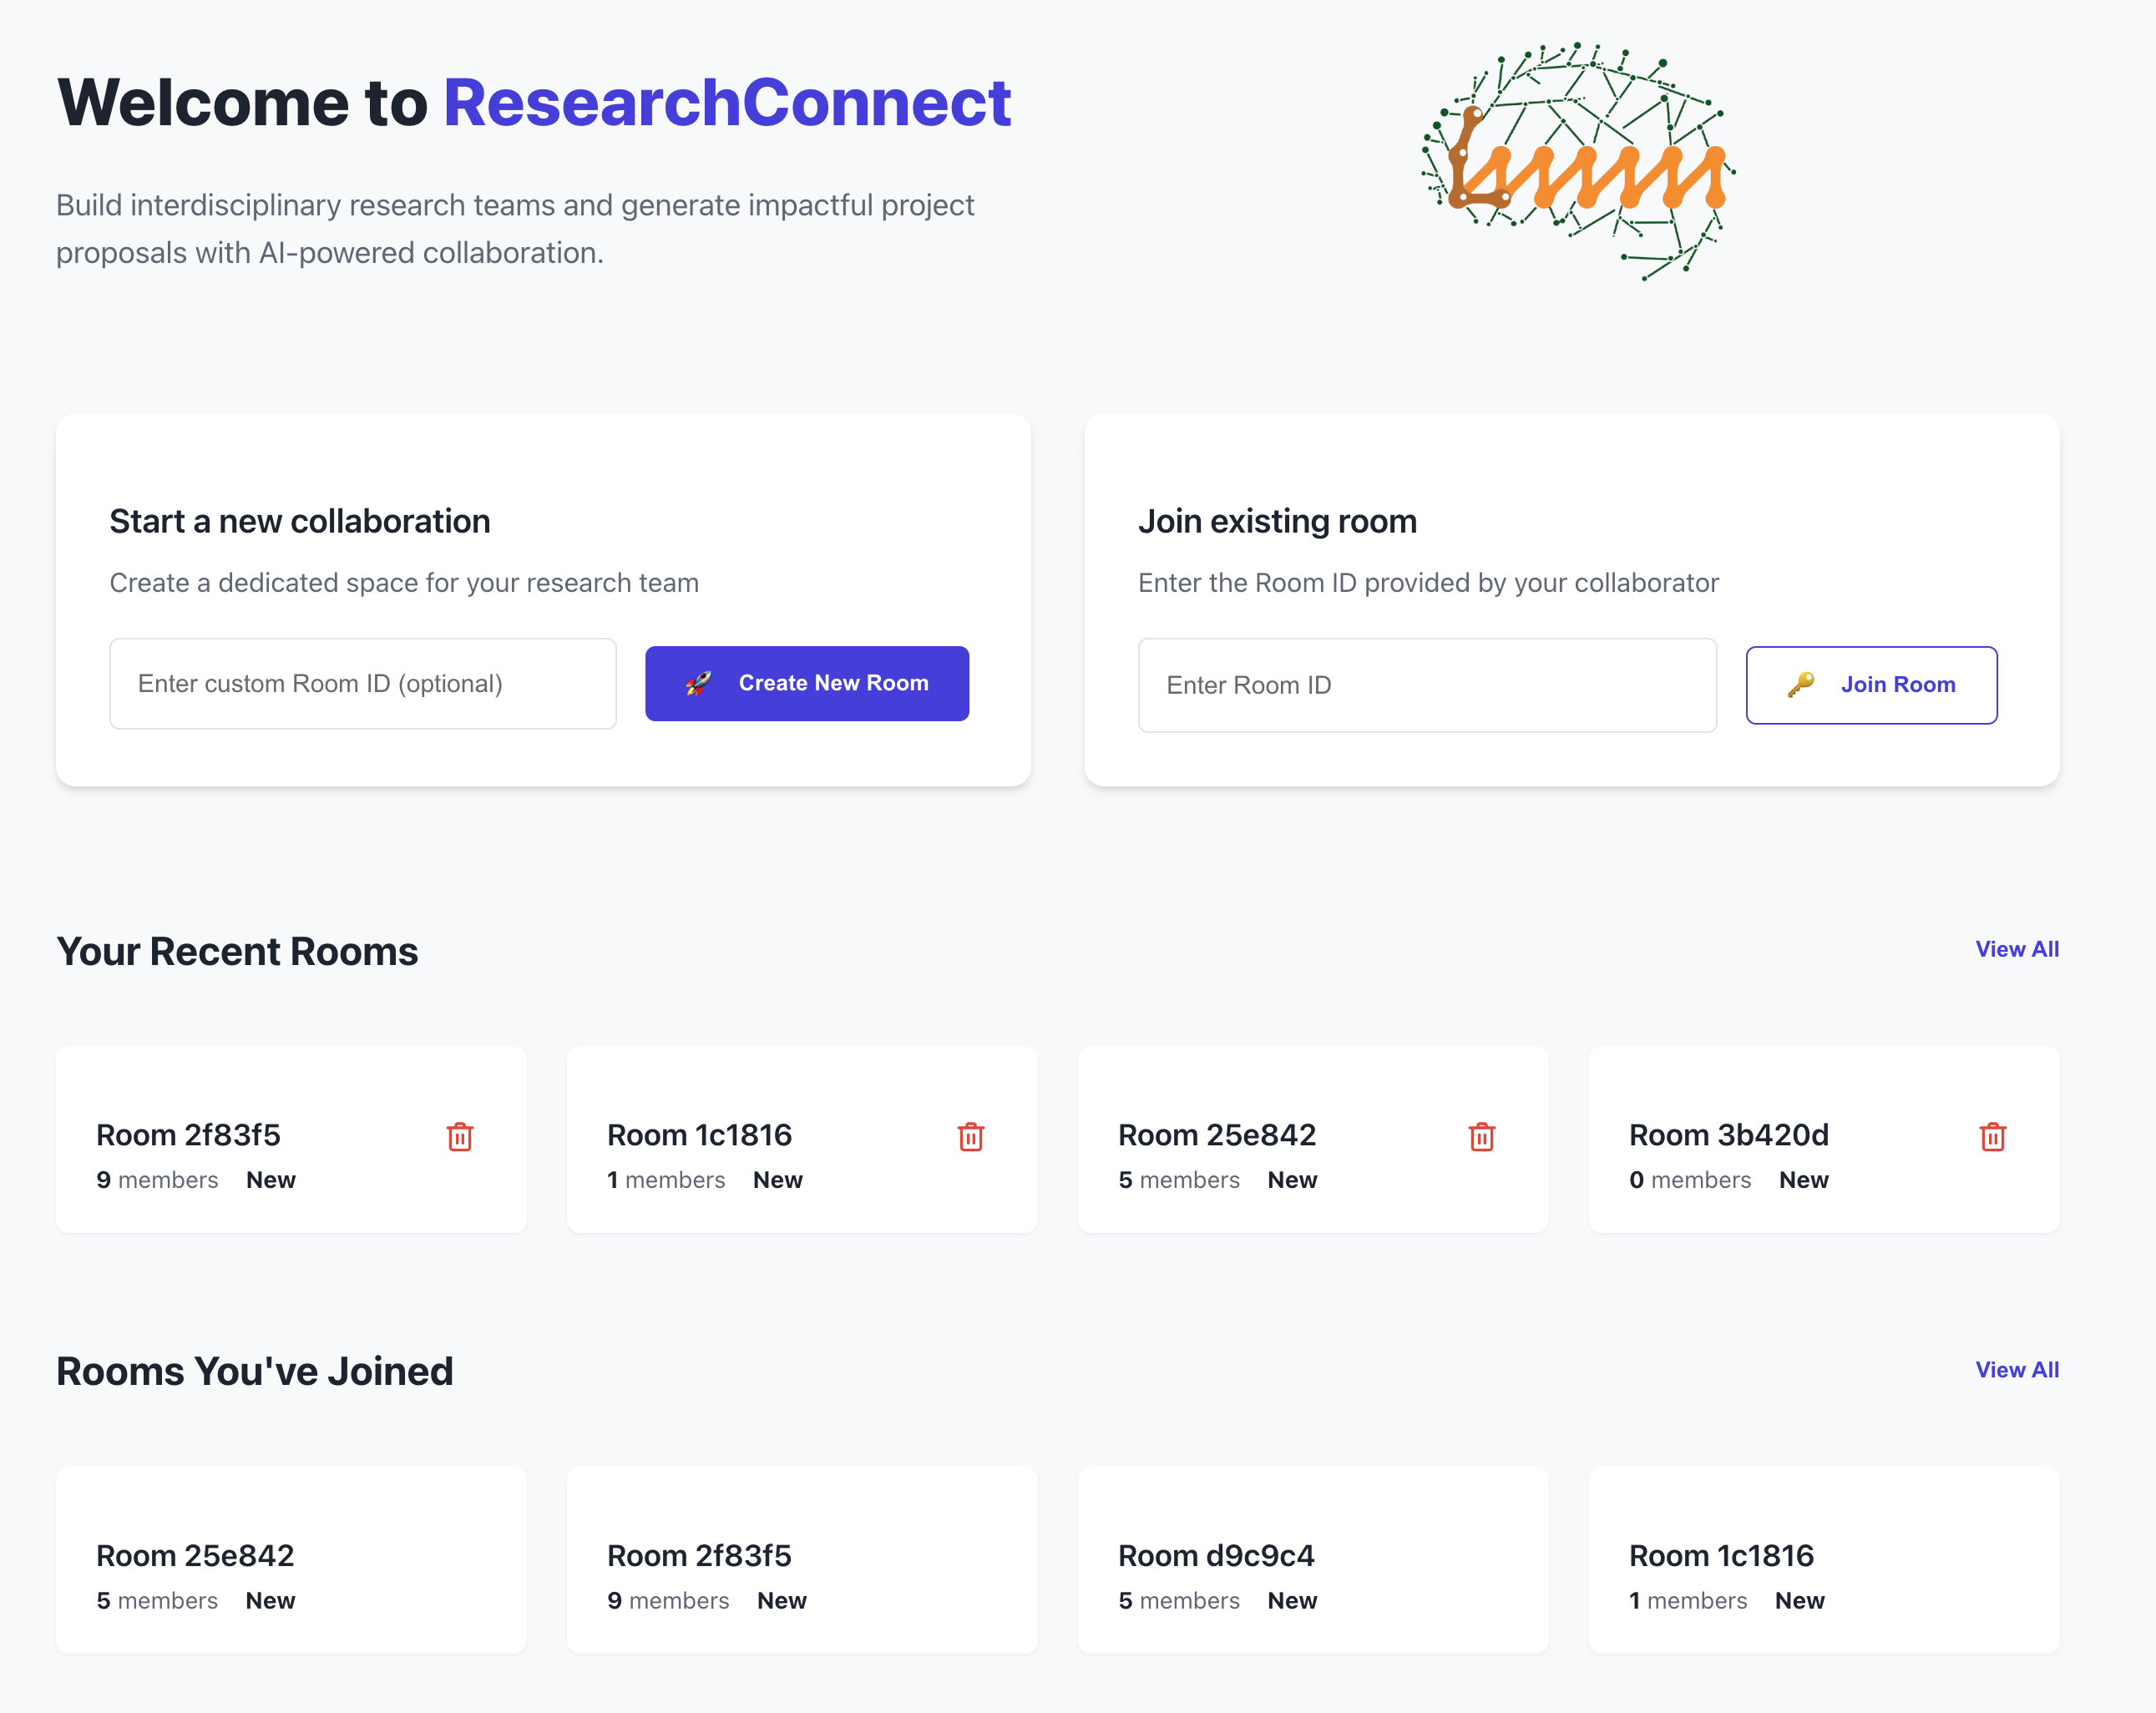 Welcome to ResearchConnect
Build interdisciplinary research teams and generate impactful project
proposals with AI-powered collaboration.
Start a new collaboration
Create a dedicated space for your research team
Enter custom Room ID (optional)
🚀 Create New Room
Join existing room
Enter the Room ID provided by your collaborator
Enter Room ID
🔑 Join Room
Your Recent Rooms
View All
Room 2f83f5
9 members New
Room 1c1816
1 members New
Room 25e842
5 members New
Room 3b420d
0 members New
Rooms You've Joined
View All
Room 25e842
5 members New
Room 2f83f5
9 members New
Room d9c9c4
5 members New
Room 1c1816
1 members New